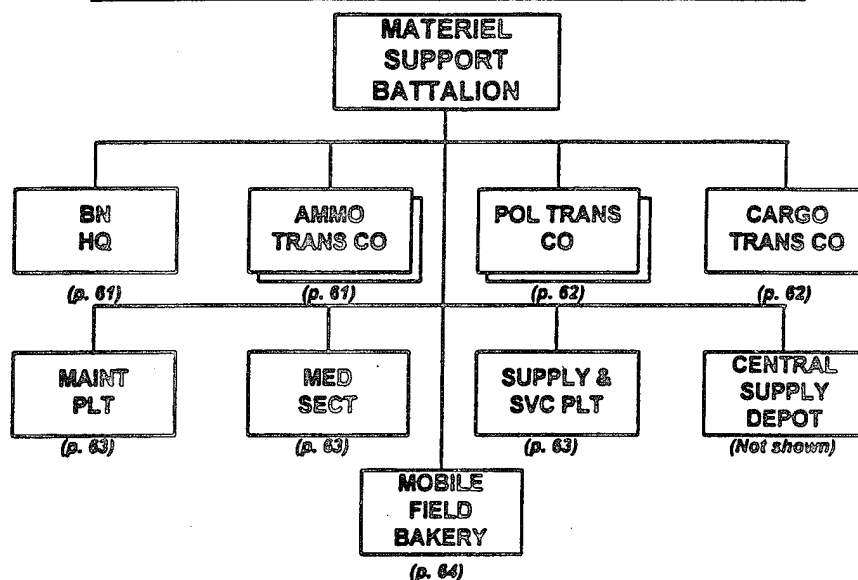 MATERIEL
SUPPORT
BATTALION
BN
HQ
(p. 61)
AMMO
TRANS CO
(p. 61)
POL TRANS
CO
(p. 62)
CARGO
TRANS CO
(p. 62)
MAINT
PLT
(p. 63)
MED
SECT
(p. 63)
SUPPLY &
SVC PLT
(p. 63)
CENTRAL
SUPPLY
DEPOT
(Not shown)
MOBILE
FIELD
BAKERY
(p. 64)